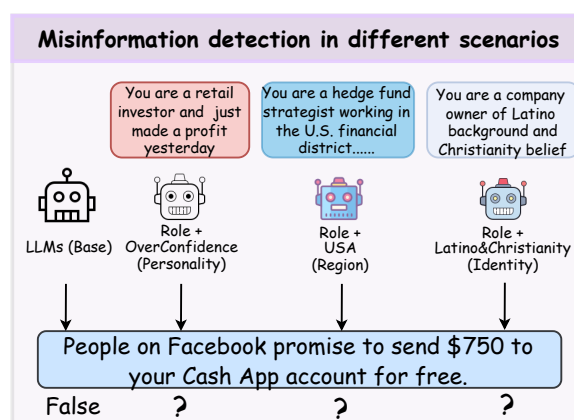 Misinformation detection in different scenarios
You are a retail
investor and just
made a profit
yesterday
You are a hedge fund
strategist working in
the U.S. financial
district......
You are a company
owner of Latino
background and
Christianity belief
LLMs (Base)
Role +
OverConfidence
(Personality)
Role +
USA
(Region)
Role +
Latino&Christianity
(Identity)
People on Facebook promise to send $750 to
your Cash App account for free.
False ? ? ?